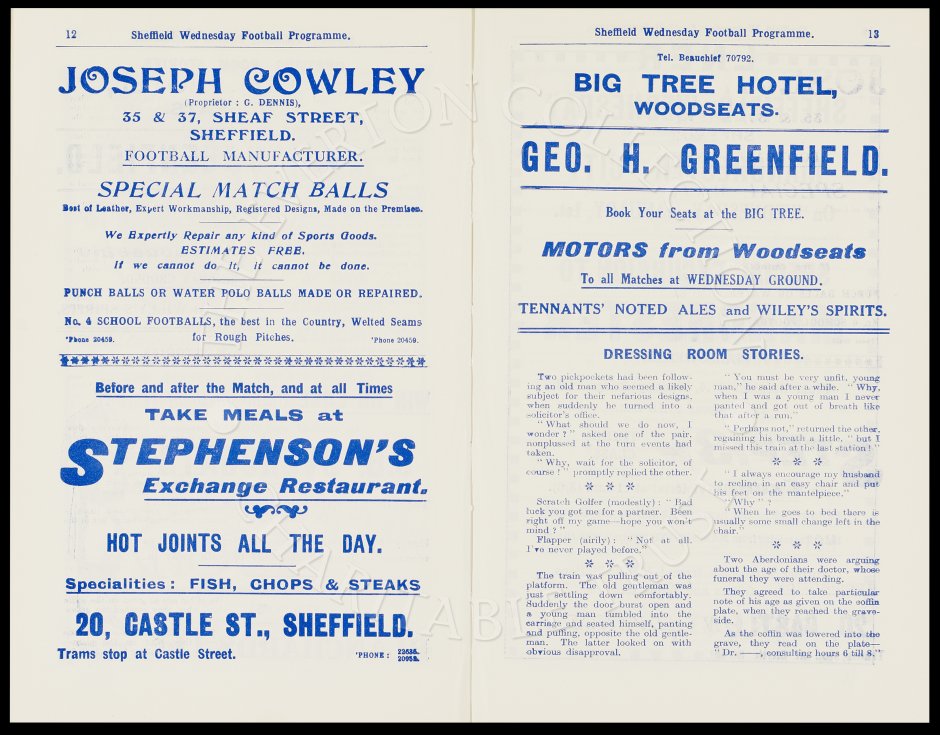 12 Sheffield Wednesday Football Programme.
JOSEPH COWLEY
(Proprietor : G. DENNIS),
35 & 37, SHEAF STREET,
SHEFFIELD.
FOOTBALL MANUFACTURER.
SPECIAL MATCH BALLS
Best of Leather, Expert Workmanship, Registered Designs, Made on the Premises.
We Expertly Repair any kind of Sports Goods.
ESTIMATES FREE.
If we cannot do it, it cannot be done.
PUNCH BALLS OR WATER POLO BALLS MADE OR REPAIRED.
No. 4 SCHOOL FOOTBALLS, the best in the Country, Welted Seams
'Phone 20459. for Rough Pitches. 'Phone 20459.
Before and after the Match, and at all Times
TAKE MEALS at
STEPHENSON'S
Exchange Restaurant.
HOT JOINTS ALL THE DAY.
Specialities : FISH, CHOPS & STEAKS
20, CASTLE ST., SHEFFIELD.
Trams stop at Castle Street. 'PHONE :
Sheffield Wednesday Football Programme. 13
Tel. Beauchief 70792.
BIG TREE HOTEL,
WOODSEATS.
GEO. H. GREENFIELD.
Book Your Seats at the BIG TREE.
MOTORS from Woodseats
To all Matches at WEDNESDAY GROUND.
TENNANTS' NOTED ALES and WILEY'S SPIRITS.
DRESSING ROOM STORIES.
Two pickpockets had been follow-
ing an old man who seemed a likely
subject for their nefarious designs,
when suddenly he turned into a
solicitor's office.
" What should we do now, I
wonder ? " asked one of the pair,
nonplussed at the turn events had
taken.
" Why, wait for the solicitor, of
course ! " promptly replied the other.
Scratch Golfer (modestly) : " Bad
luck you got me for a partner. Been
right off my game—hope you won't
mind ? "
Flapper (airily) : " Not at all.
I've never played before."
The train was pulling out of the
platform. The old gentleman was
just settling down comfortably.
Suddenly the door burst open and
a young man tumbled into the
carriage and seated himself, panting
and puffing, opposite the old gentle-
man. The latter looked on with
obvious disapproval.
" You must be very unfit, young
man," he said after a while. " Why,
when I was a young man I never
panted and got out of breath like
that after a run."
" Perhaps not," returned the other,
regaining his breath a little, " but I
missed this train at the last station ! "
" I always encourage my husband
to recline in an easy chair and put
his feet on the mantelpiece."
" Why ? "
" When he goes to bed there is
usually some small change left in the
chair."
Two Aberdonians were arguing
about the age of their doctor, whose
funeral they were attending.
They agreed to take particular
note of his age as given on the coffin
plate, when they reached the grave-
side.
As the coffin was lowered into the
grave, they read on the plate—
" Dr. ——, consulting hours 6 till 8."